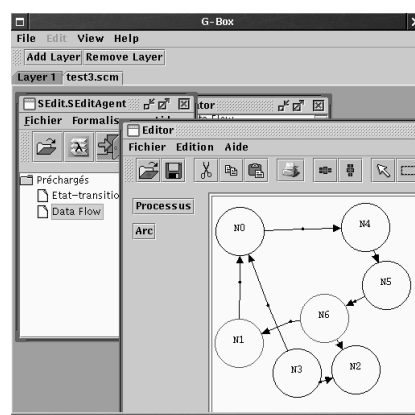 G-Box
File Edit View Help
Add Layer Remove Layer
Layer 1 test3.scm
SEdit.SEditAgent
Fichier Formalis
Editor
Fichier Edition Aide
Préchargés
Etat-transitio
Data Flow
Processus
Arc
N0
N4
N5
N6
N1
N3
N2